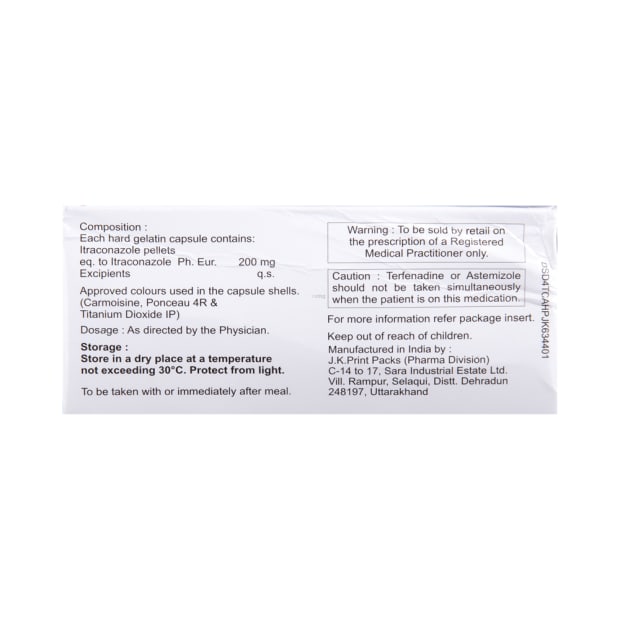 Composition :
Each hard gelatin capsule contains:
Itraconazole pellets
eq. to Itraconazole Ph. Eur. 200 mg
Excipients q.s.
Approved colours used in the capsule shells.
(Carmoisine, Ponceau 4R &
Titanium Dioxide IP)
Dosage : As directed by the Physician.
Storage :
Store in a dry place at a temperature
not exceeding 30°C. Protect from light.
To be taken with or immediately after meal.
Warning : To be sold by retail on
the prescription of a Registered
Medical Practitioner only.
Caution : Terfenadine or Astemizole
should not be taken simultaneously
when the patient is on this medication.
For more information refer package insert.
Keep out of reach of children.
Manufactured in India by :
J.K.Print Packs (Pharma Division)
C-14 to 17, Sara Industrial Estate Ltd.
Vill. Rampur, Selaqui, Distt. Dehradun
248197, Uttarakhand